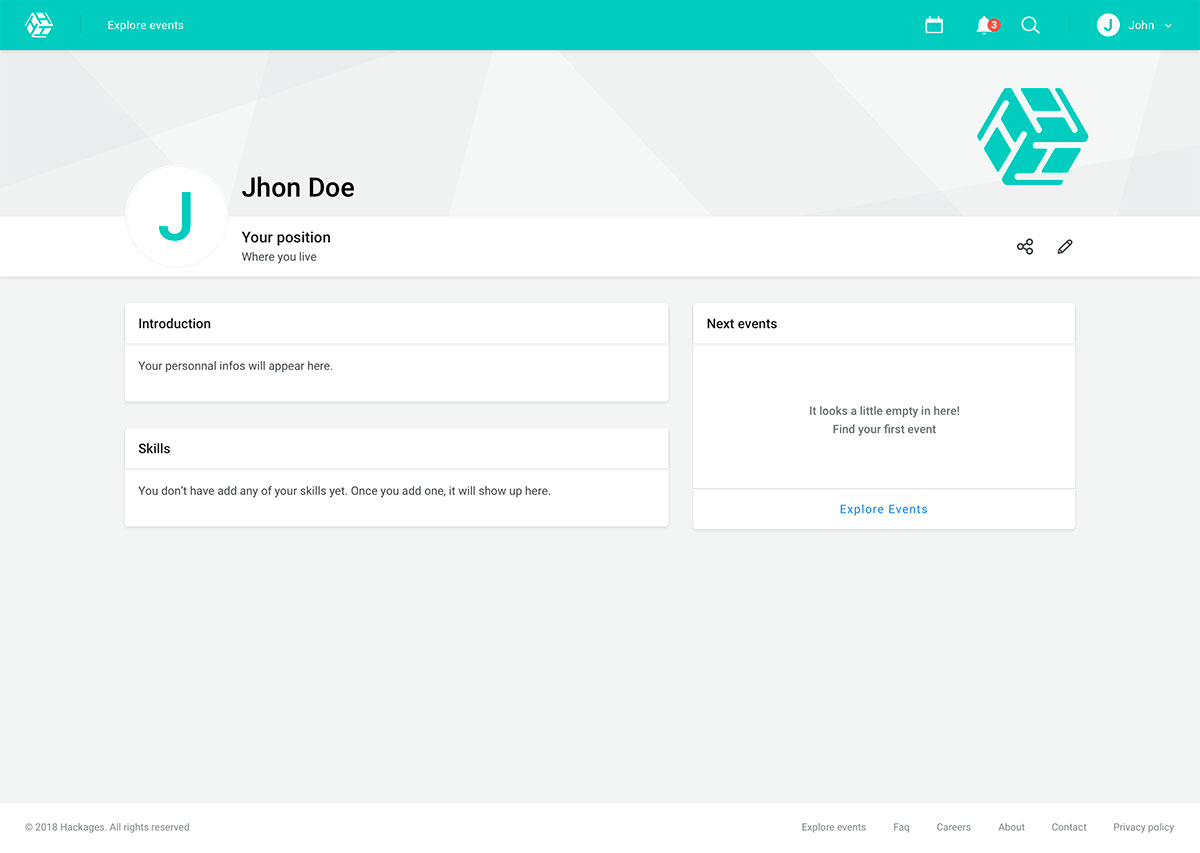 Explore events
3
J
John
Jhon Doe
J
Your position
Where you live
Introduction
Your personnal infos will appear here.
Skills
You don’t have add any of your skills yet. Once you add one, it will show up here.
Next events
It looks a little empty in here!
Find your first event
Explore Events
© 2018 Hackages. All rights reserved
Explore events
Faq
Careers
About
Contact
Privacy policy